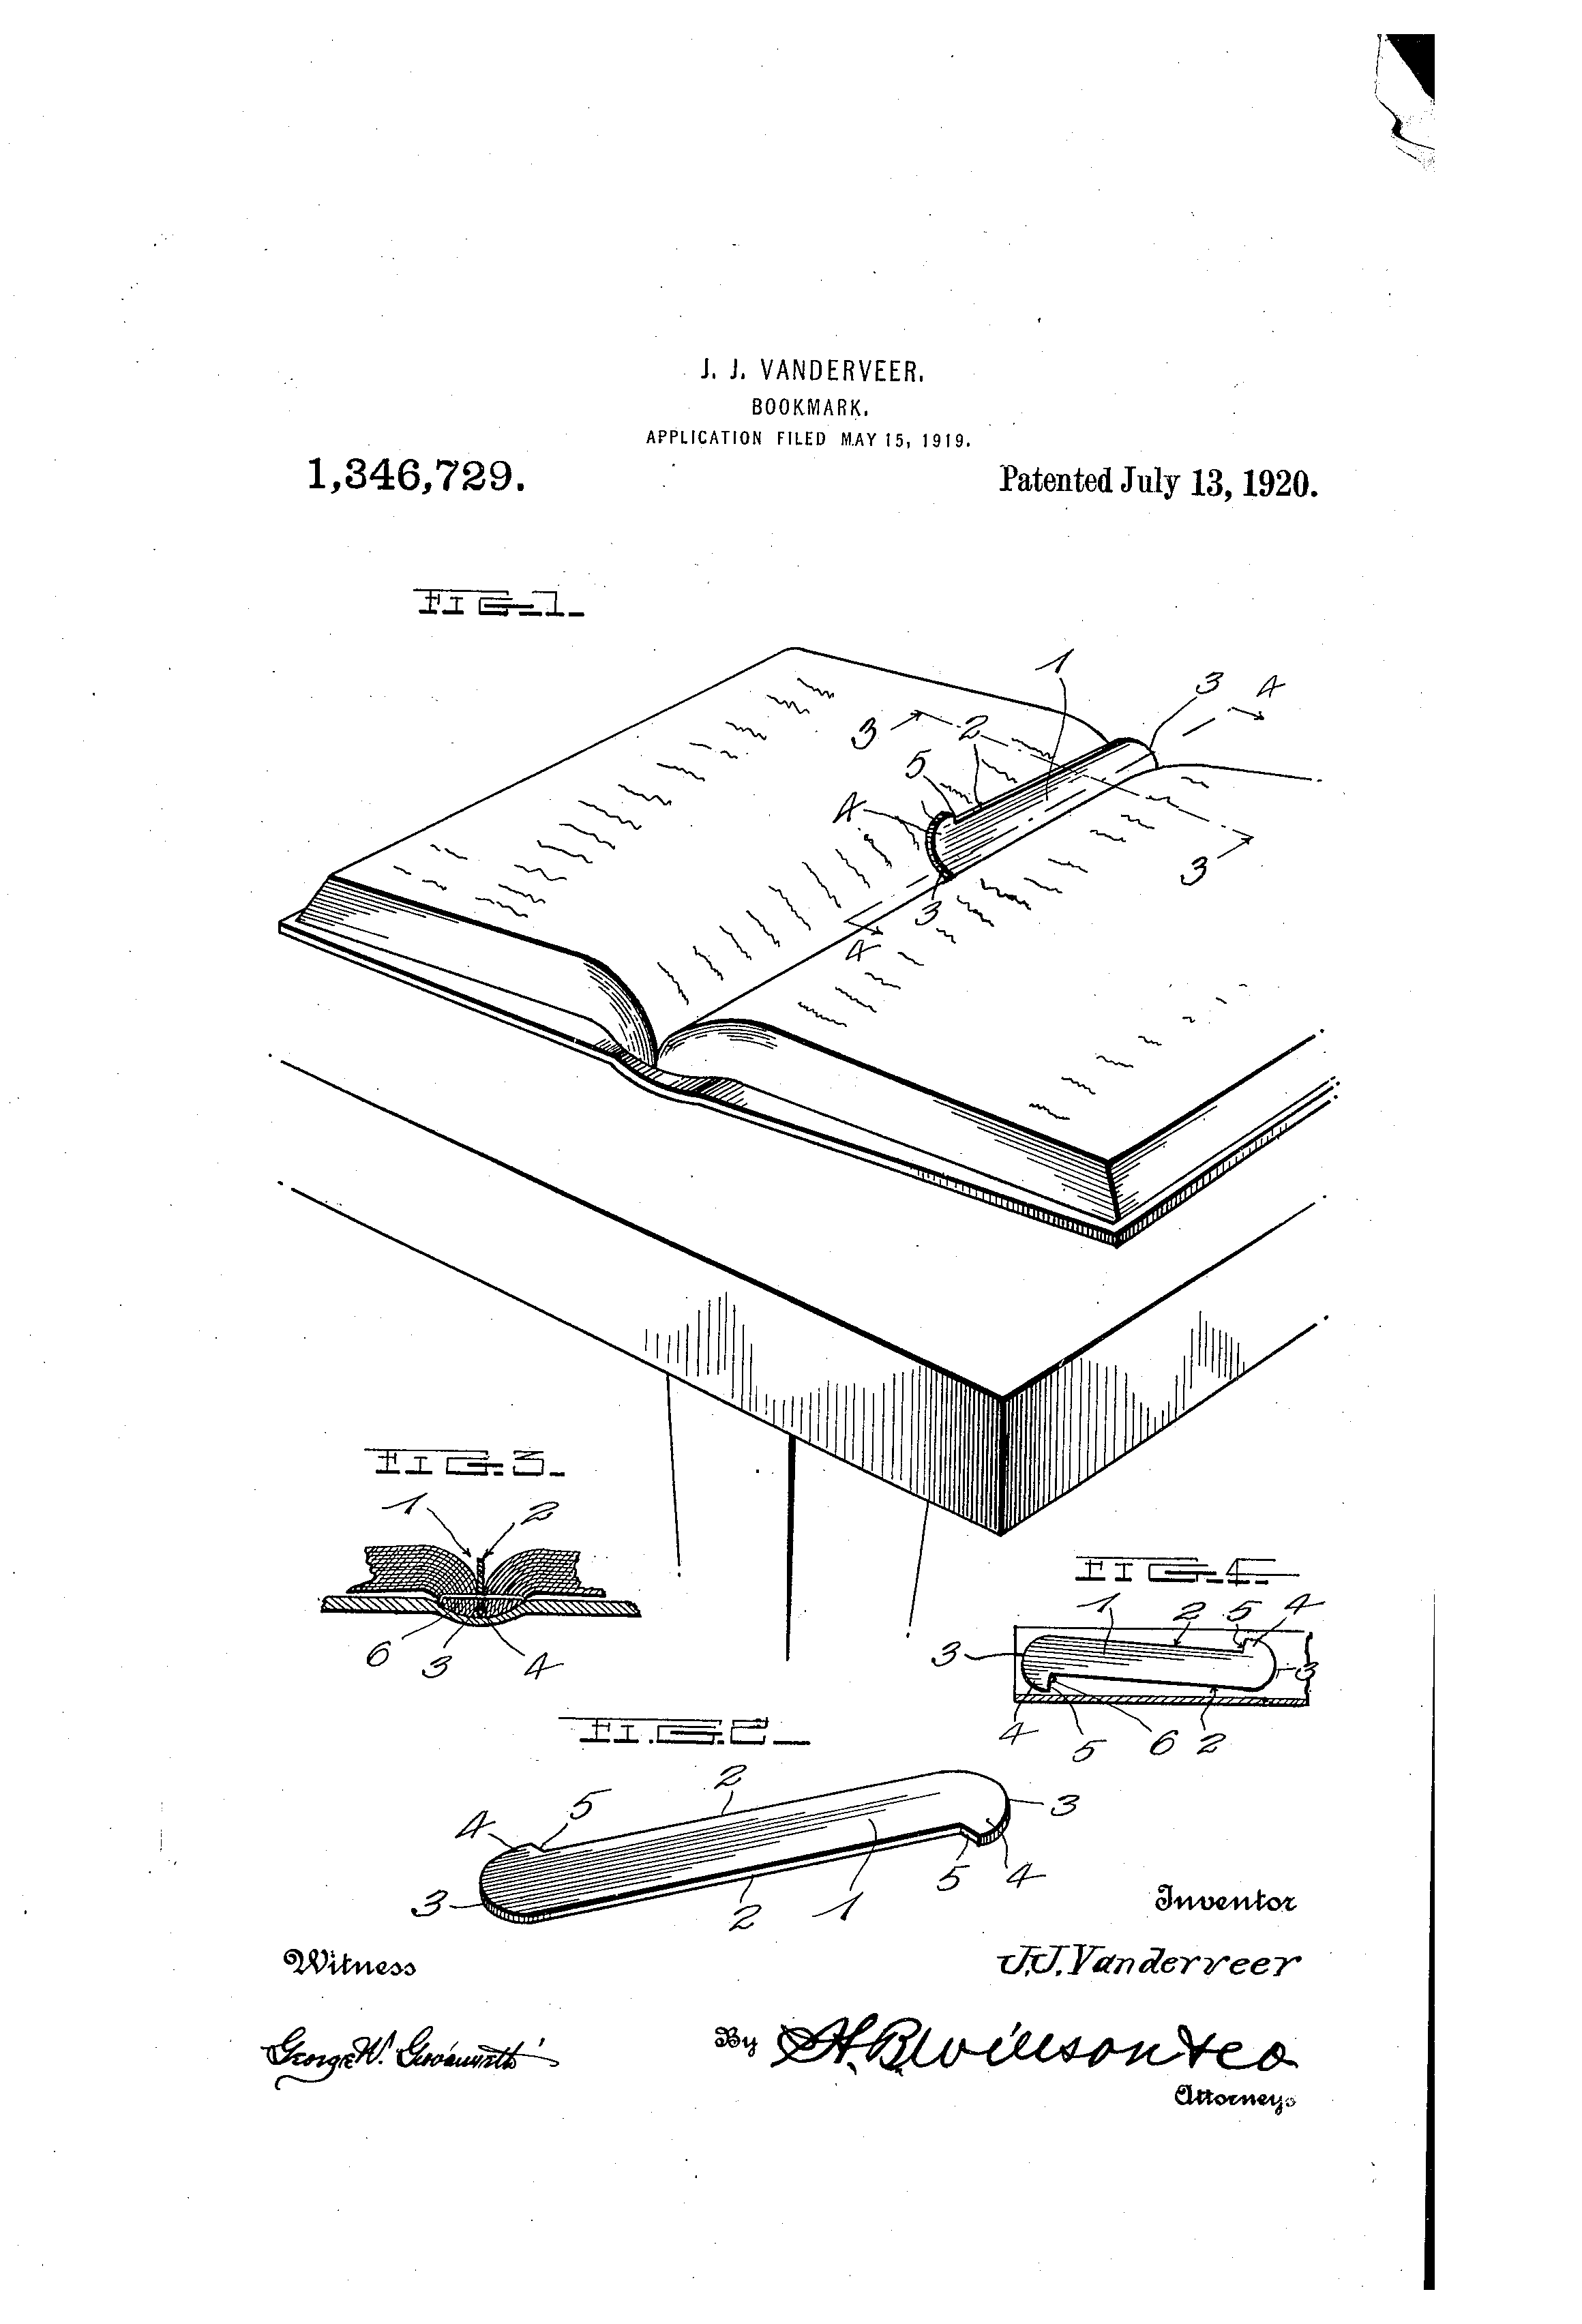 J. J. VANDERVEER.
BOOKMARK.
APPLICATION FILED MAY 15, 1919.
1,346,729.
Patented July 13, 1920.
FIG-1-
1
3
4
3
2
5
4
3
3
4
FIG.3-
1
2
6
3
4
FIG.4-
1
2
5
4
3
3
4
5
6
2
FIG.2-
2
5
4
3
3
5
4
2
1
Inventor
J.J.Vanderveer
Witness
George W.
By
H.B. Willson & Co
Attorneys